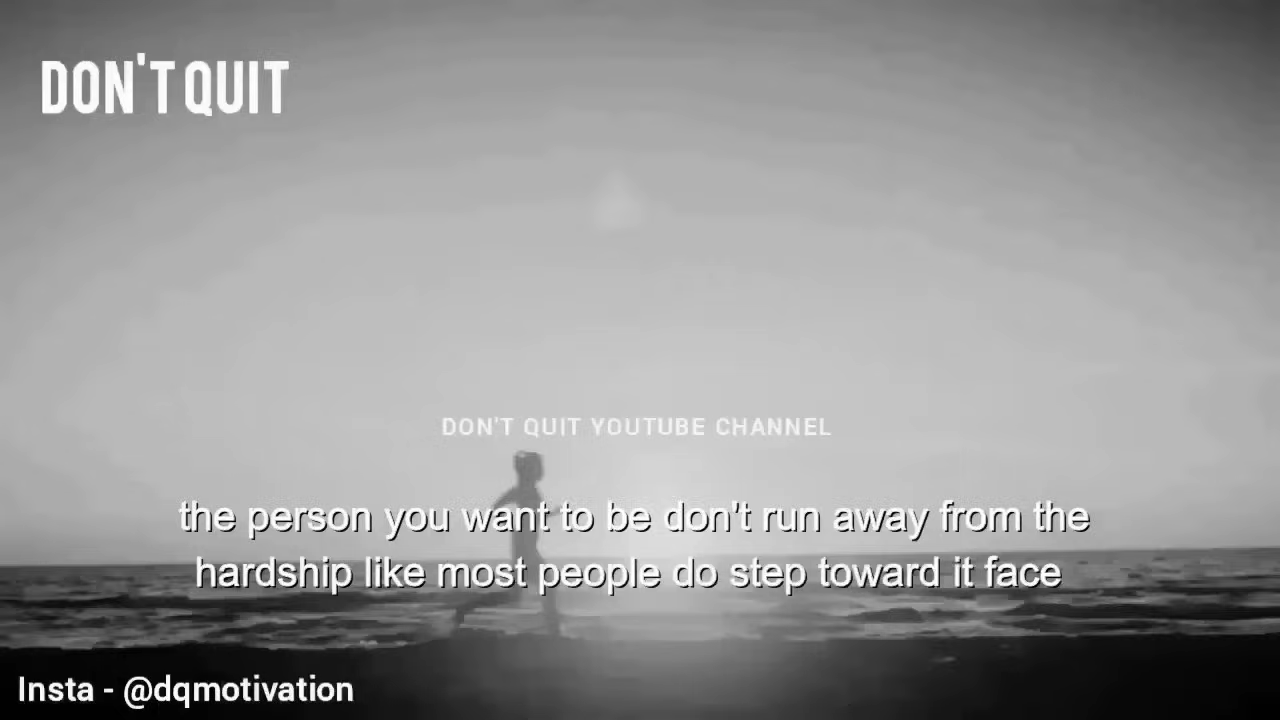 DON'T QUIT
DON'T QUIT YOUTUBE CHANNEL
the person you want to be don't run away from the
hardship like most people do step toward it face
Insta - @dqmotivation